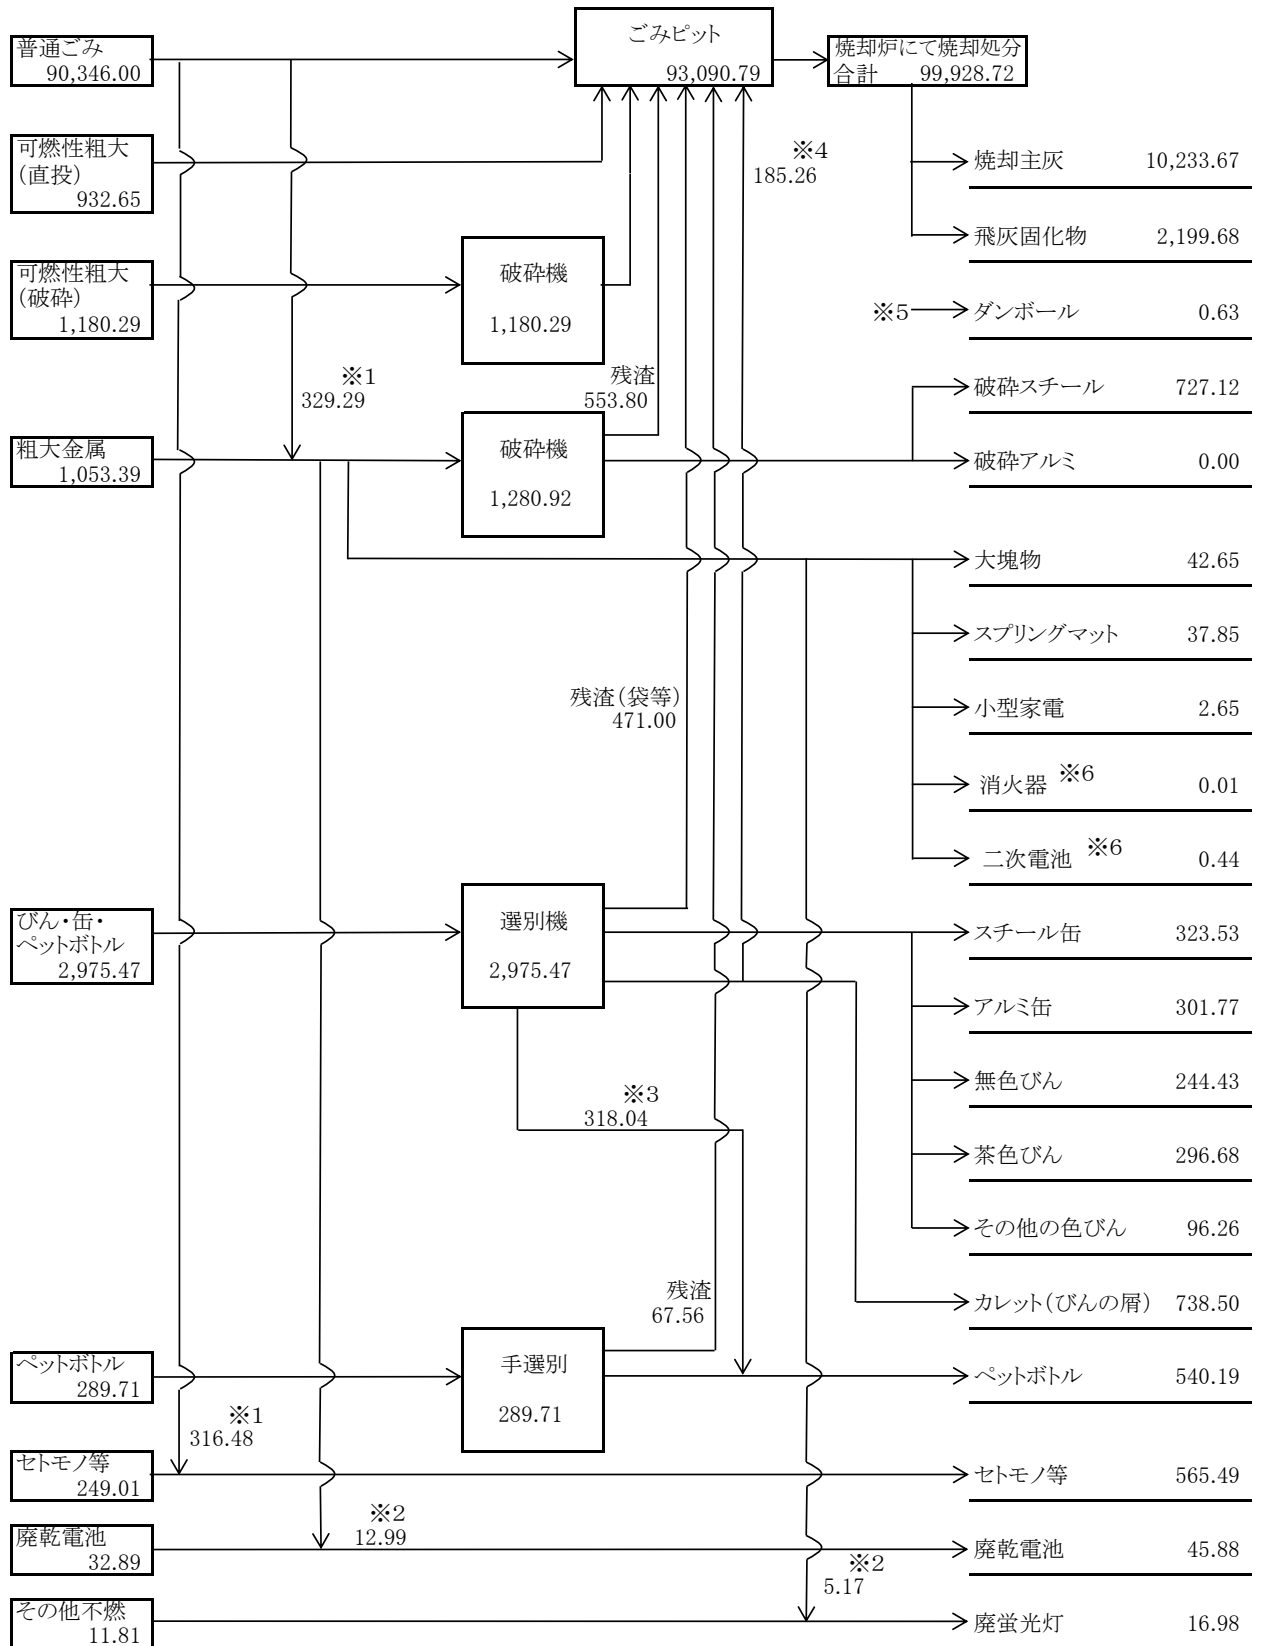 普通ごみ
90,346.00
ごみピット
93,090.79
焼却炉にて焼却処分
合計 99,928.72
可燃性粗大
（直投）
932.65
※4
185.26
焼却主灰 10,233.67
飛灰固化物 2,199.68
可燃性粗大
（破砕）
1,180.29
破砕機
1,180.29
※5
ダンボール 0.63
※1
329.29
残渣
553.80
破砕スチール 727.12
粗大金属
1,053.39
破砕機
1,280.92
破砕アルミ 0.00
大塊物 42.65
スプリングマット 37.85
残渣（袋等）
471.00
小型家電 2.65
消火器 ※6 0.01
二次電池 ※6 0.44
びん・缶・
ペットボトル
2,975.47
選別機
2,975.47
スチール缶 323.53
アルミ缶 301.77
無色びん 244.43
※3
318.04
茶色びん 296.68
その他の色びん 96.26
残渣
67.56
カレット（びんの屑） 738.50
ペットボトル
289.71
手選別
289.71
ペットボトル 540.19
※1
316.48
セトモノ等
249.01
セトモノ等 565.49
※2
12.99
廃乾電池
32.89
廃乾電池 45.88
※2
5.17
その他不燃
11.81
廃蛍光灯 16.98